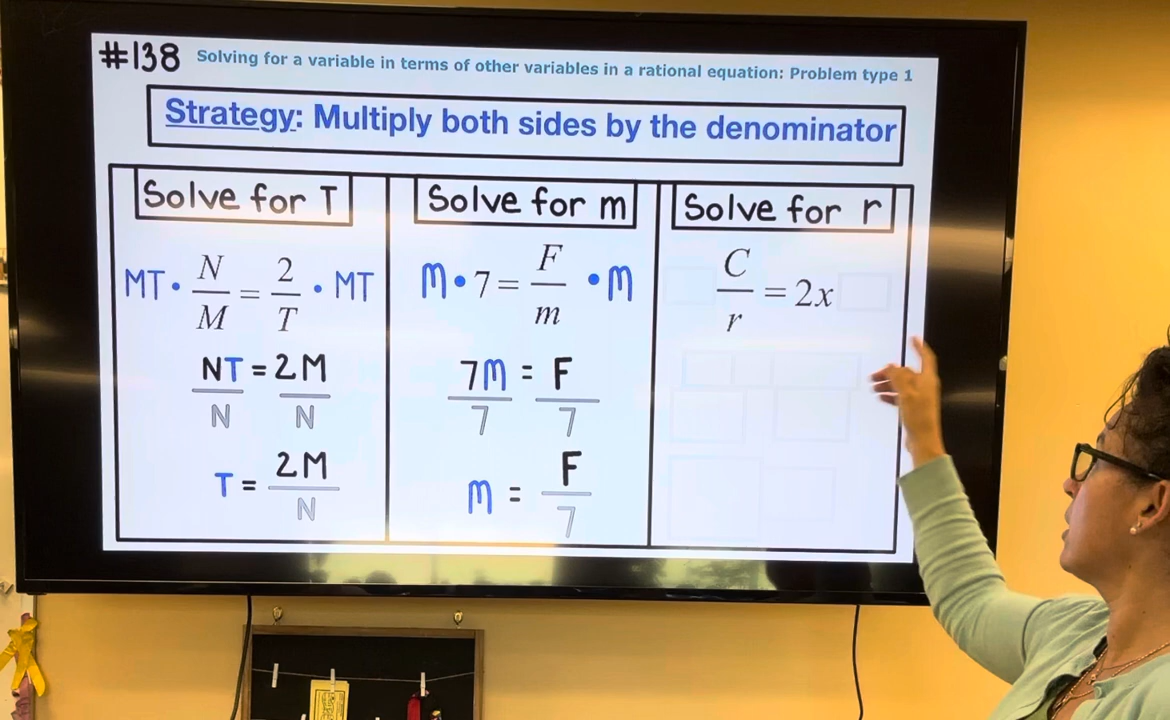 #138 Solving for a variable in terms of other variables in a rational equation: Problem type 1
Strategy: Multiply both sides by the denominator
Solve for T
MT • N/M = 2/T • MT
NT/N = 2M/N
T = 2M/N
Solve for m
m • 7 = F/m • m
7m/7 = F/7
m = F/7
Solve for r
C/r = 2x